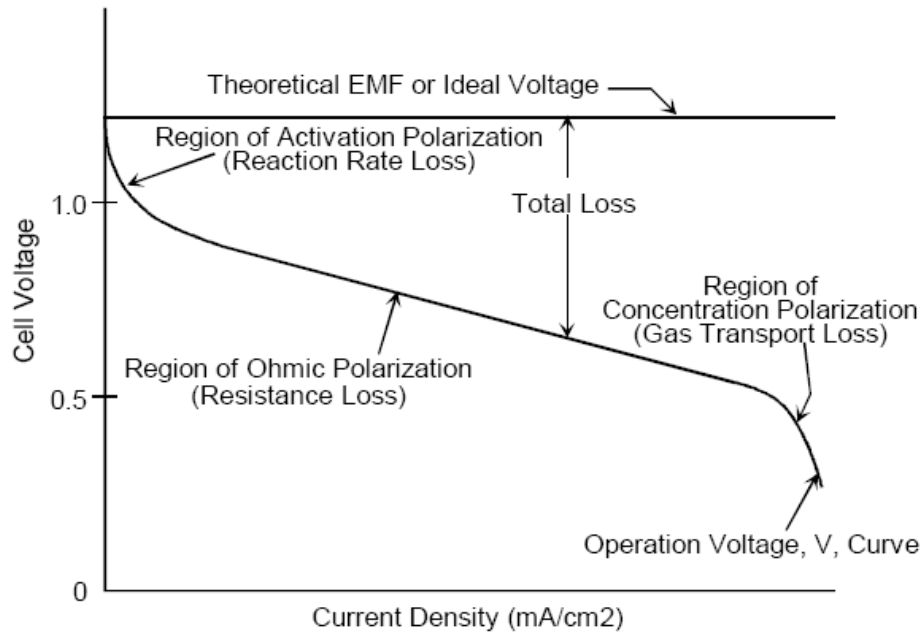 Theoretical EMF or Ideal Voltage
Region of Activation Polarization
(Reaction Rate Loss)
1.0
Total Loss
Cell Voltage
Region of
Concentration Polarization
(Gas Transport Loss)
Region of Ohmic Polarization
(Resistance Loss)
0.5
Operation Voltage, V, Curve
0
Current Density (mA/cm2)